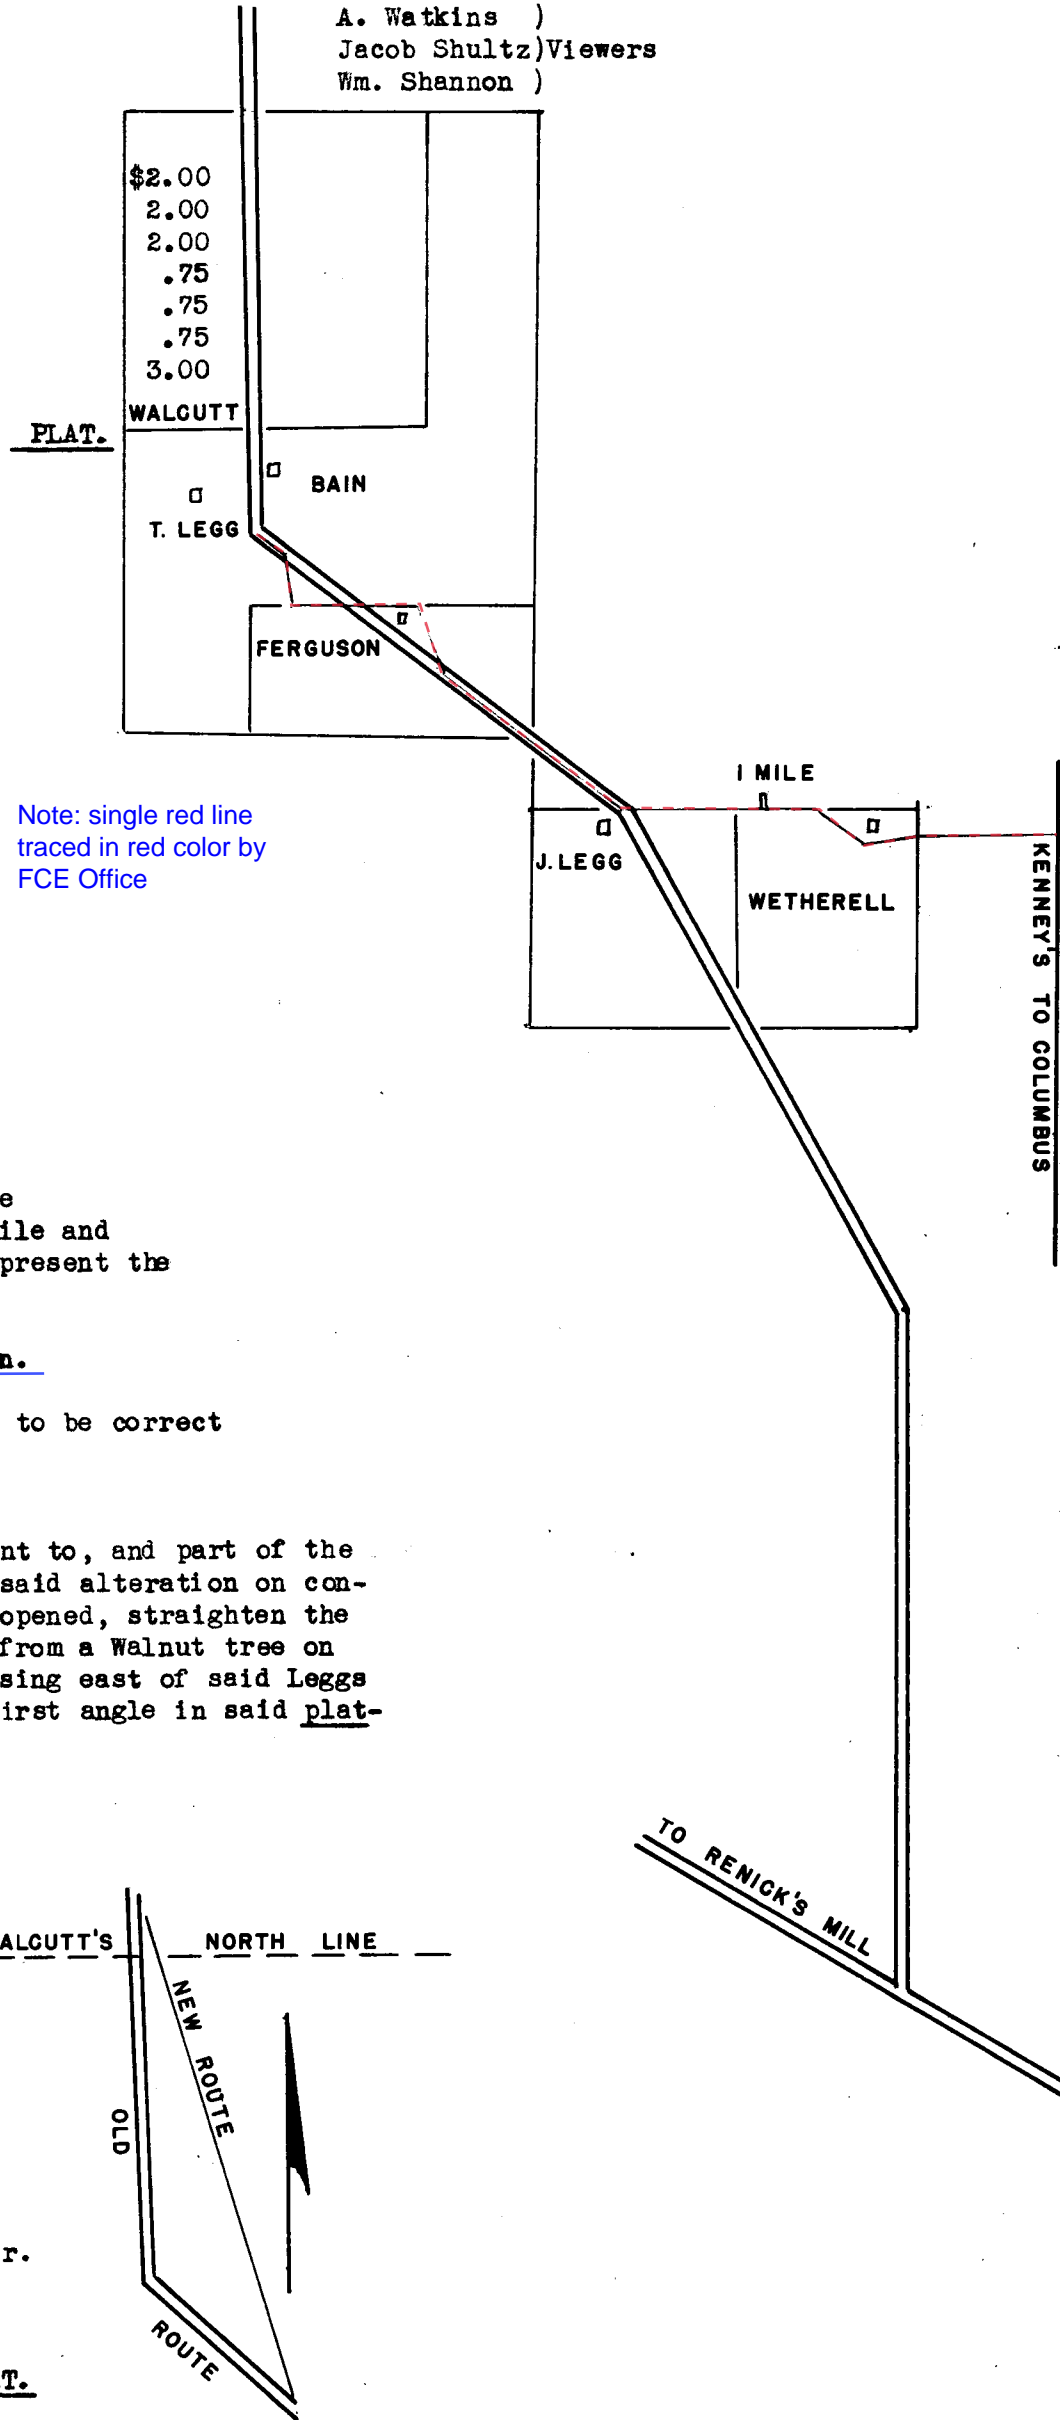 A. Watkins )
Jacob Shultz)Viewers
Wm. Shannon )
$2.00
2.00
2.00
.75
.75
.75
3.00
WALCUTT
PLAT.
BAIN
T. LEGG
FERGUSON
1 MILE
Note: single red line
traced in red color by
FCE Office
J. LEGG
WETHERELL
KENNEY'S TO COLUMBUS
e
ile and
present the
n.
to be correct
nt to, and part of the
said alteration on con-
opened, straighten the
from a Walnut tree on
sing east of said Leggs
irst angle in said plat-
TO RENICK'S MILL
ALCUTT'S NORTH LINE
NEW ROUTE
OLD
ROUTE
r.
T.